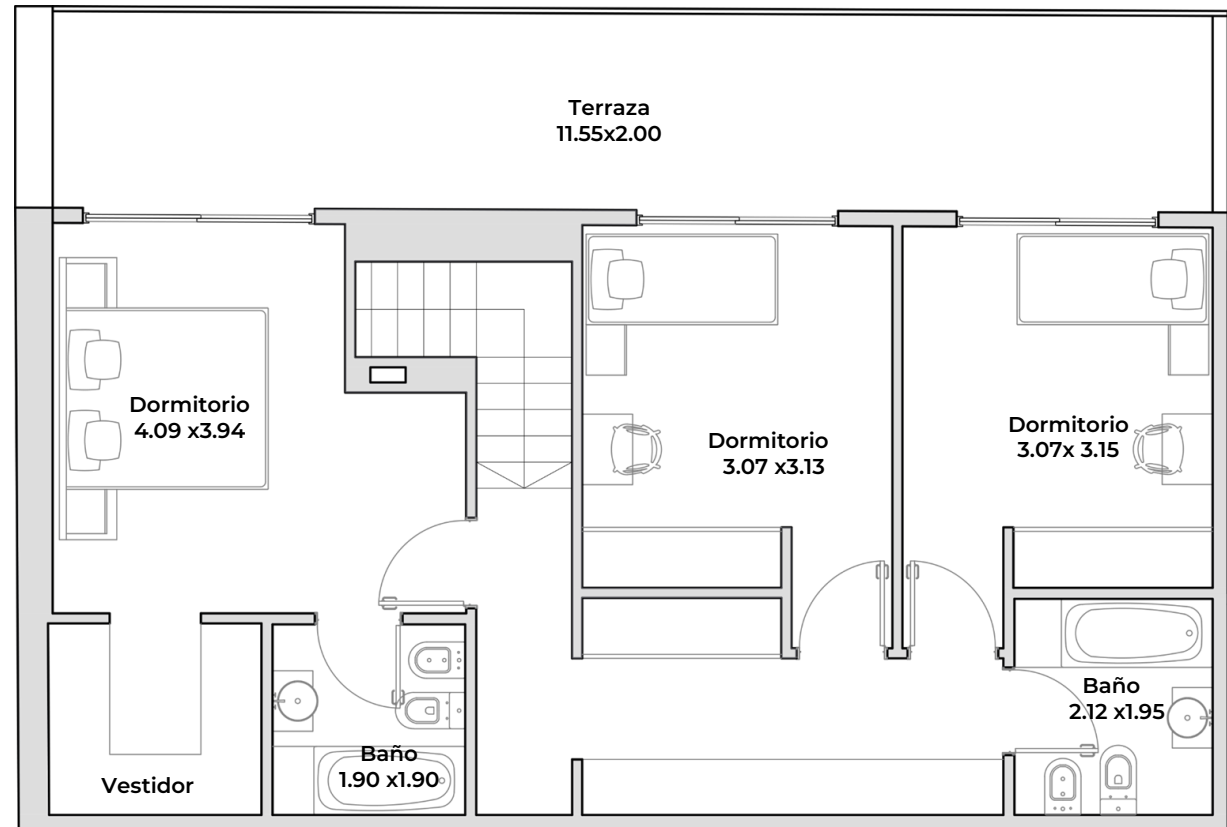 Terraza
11.55x2.00
Dormitorio
4.09 x3.94
Dormitorio
3.07 x3.13
Dormitorio
3.07x 3.15
Baño
2.12 x1.95
Baño
1.90 x1.90
Vestidor